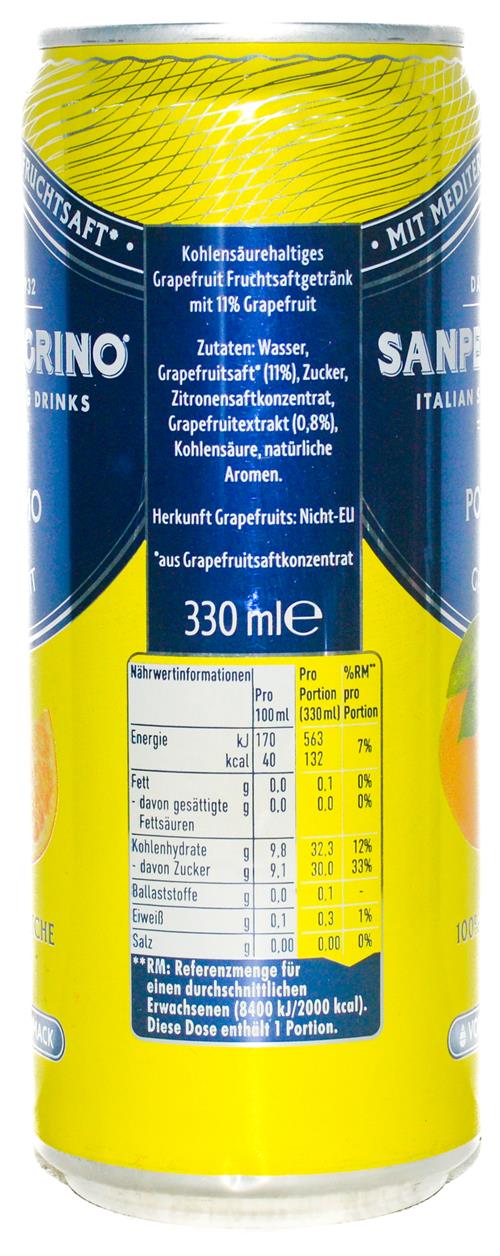 FRUCHTSAFT* •
• MIT MEDITER
SANPE
ITALIAN
DRINKS
Kohlensäurehaltiges
Grapefruit Fruchtsaftgetränk
mit 11% Grapefruit
Zutaten: Wasser,
Grapefruitsaft* (11%), Zucker,
Zitronensaftkonzentrat,
Grapefruitextrakt (0,8%),
Kohlensäure, natürliche
Aromen.
Herkunft Grapefruits: Nicht-EU
*aus Grapefruitsaftkonzentrat
330 ml e
Nährwertinformationen Pro 100 ml Pro Portion (330 ml) %RM** pro Portion
Energie kJ 170 563 7%
kcal 40 132
Fett g 0,0 0,1 0%
- davon gesättigte g 0,0 0,0 0%
Fettsäuren
Kohlenhydrate g 9,8 32,3 12%
- davon Zucker g 9,1 30,0 33%
Ballaststoffe g 0,0 0,1 -
Eiweiß g 0,1 0,3 1%
Salz g 0,00 0,00 0%
**RM: Referenzmenge für
einen durchschnittlichen
Erwachsenen (8400 kJ/2000 kcal).
Diese Dose enthält 1 Portion.